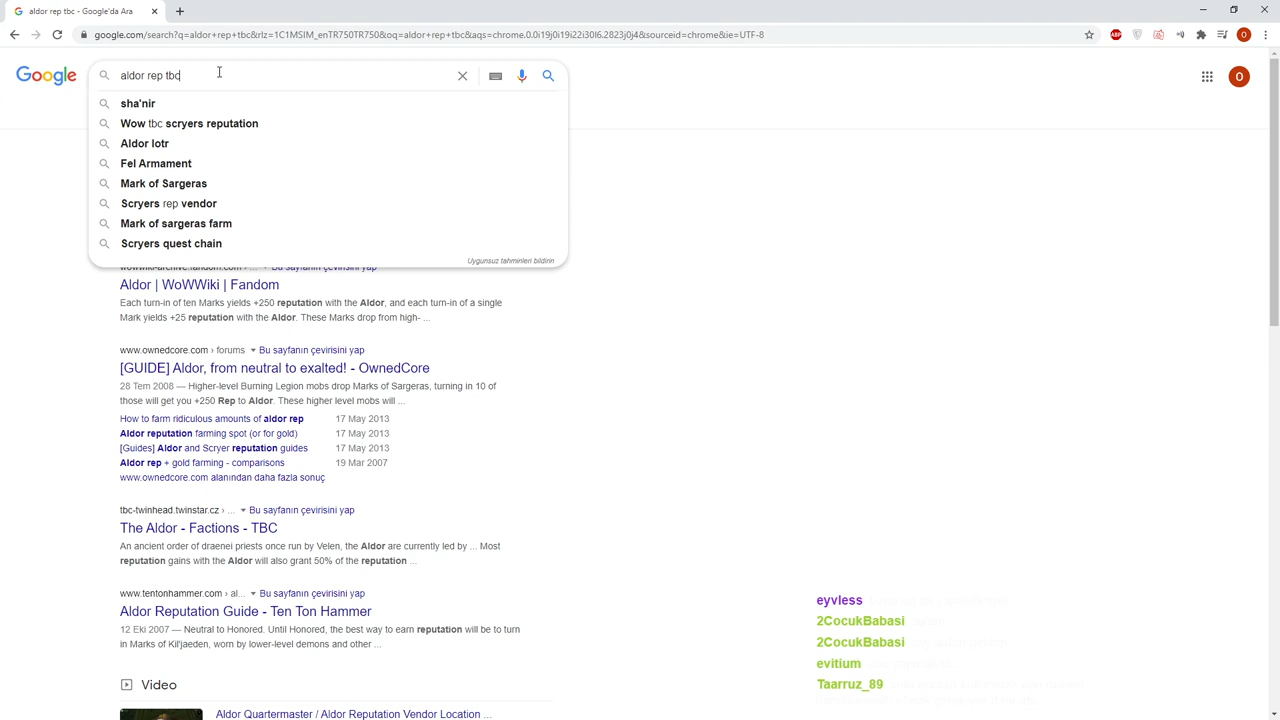 aldor rep tbc - Google'da Ara
google.com/search?q=aldor+rep+tbc&rlz=1C1MSIM_enTR750TR750&oq=aldor+rep+tbc&aqs=chrome.0.0i19j0i19i22i30l6.2823j0j4&sourceid=chrome&ie=UTF-8
ABP
O
Google
aldor rep tbc
O
sha'nir
Wow tbc scryers reputation
Aldor lotr
Fel Armament
Mark of Sargeras
Scryers rep vendor
Mark of sargeras farm
Scryers quest chain
Uygunsuz tahminleri bildirin
wowwiki-archive.fandom.com › ... Bu sayfanın çevirisini yap
Aldor | WoWWiki | Fandom
Each turn-in of ten Marks yields +250 reputation with the Aldor, and each turn-in of a single
Mark yields +25 reputation with the Aldor. These Marks drop from high- ...
www.ownedcore.com › forums Bu sayfanın çevirisini yap
[GUIDE] Aldor, from neutral to exalted! - OwnedCore
28 Tem 2008 — Higher-level Burning Legion mobs drop Marks of Sargeras, turning in 10 of
those will get you +250 Rep to Aldor. These higher level mobs will ...
How to farm ridiculous amounts of aldor rep 17 May 2013
Aldor reputation farming spot (or for gold) 17 May 2013
[Guides] Aldor and Scryer reputation guides 17 May 2013
Aldor rep + gold farming - comparisons 19 Mar 2007
www.ownedcore.com alanından daha fazla sonuç
tbc-twinhead.twinstar.cz › ... Bu sayfanın çevirisini yap
The Aldor - Factions - TBC
An ancient order of draenei priests once run by Velen, the Aldor are currently led by ... Most
reputation gains with the Aldor will also grant 50% of the reputation ...
www.tentonhammer.com › al... Bu sayfanın çevirisini yap
Aldor Reputation Guide - Ten Ton Hammer
12 Eki 2007 — Neutral to Honored. Until Honored, the best way to earn reputation will be to turn
in Marks of Kil'jaeden, worn by lower-level demons and other ...
Video
Aldor Quartermaster / Aldor Reputation Vendor Location ...
eyvless
2CocukBabasi
2CocukBabasi
evitium
Taarruz_89